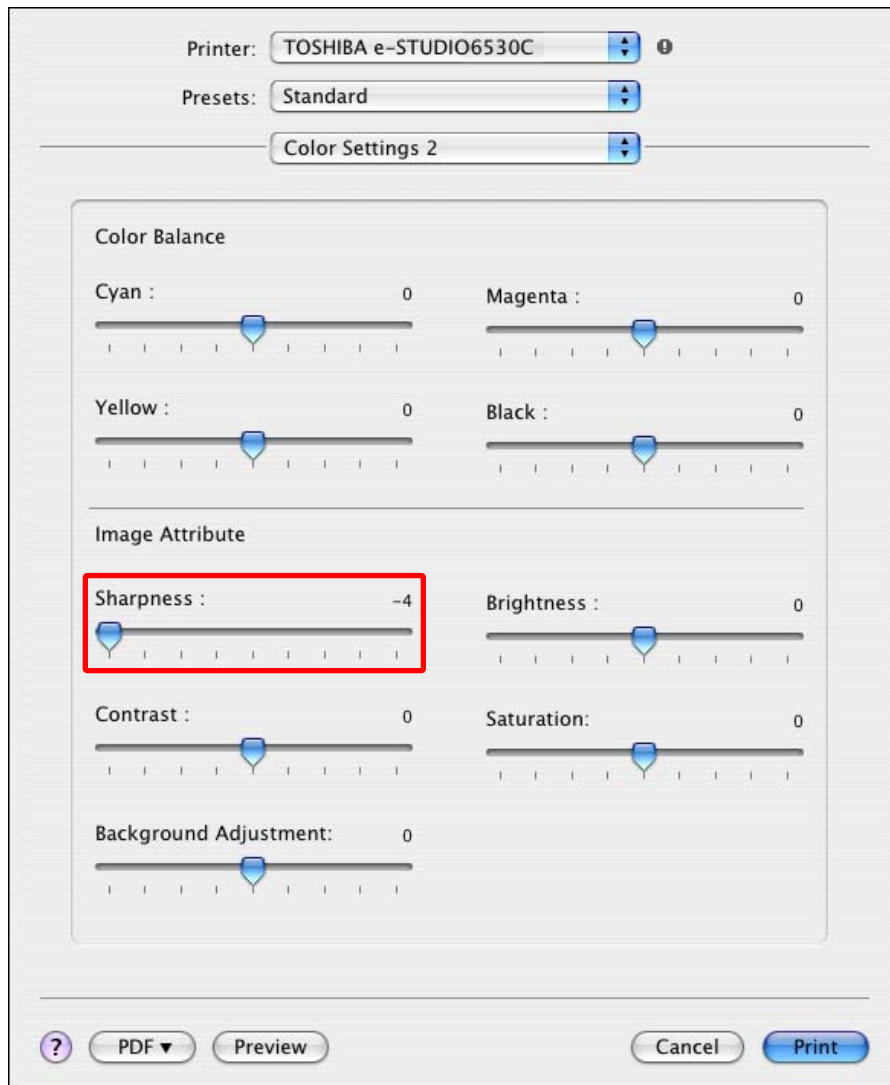 Printer: TOSHIBA e-STUDIO6530C
Presets: Standard
Color Settings 2
Color Balance
Cyan : 0
Magenta : 0
Yellow : 0
Black : 0
Image Attribute
Sharpness : -4
Brightness : 0
Contrast : 0
Saturation: 0
Background Adjustment: 0
? PDF ▼ Preview Cancel Print